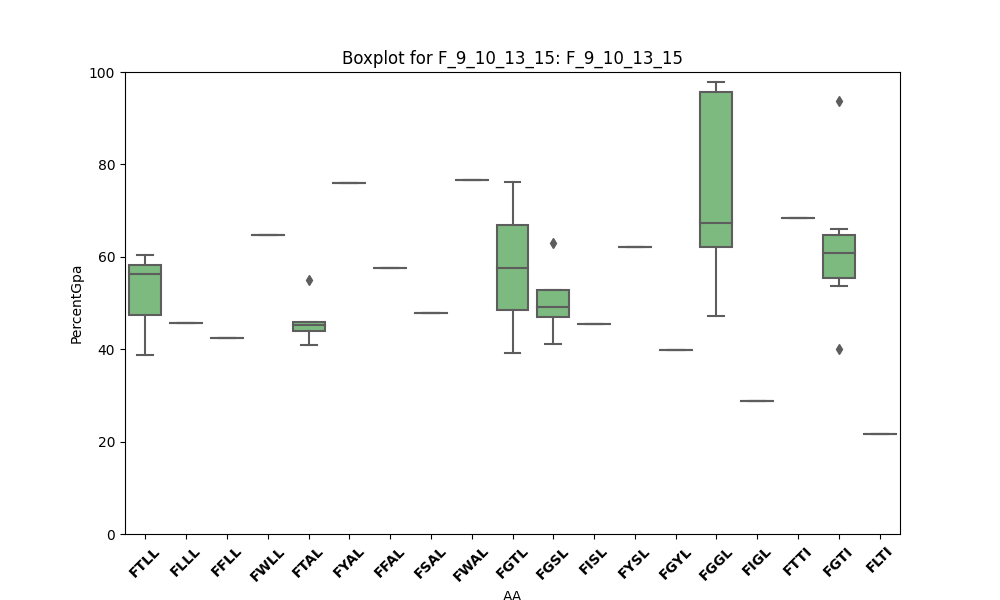 Boxplot for F_9_10_13_15: F_9_10_13_15
100
80
60
40
20
0
PercentGpa
FTLL FLLL FFLL FWLL FTAL FYAL FFAL FSAL FWAL FGTL FGSL FISL FYSL FGYL FGGL FIGL FTTI FGTI FLTI
AA